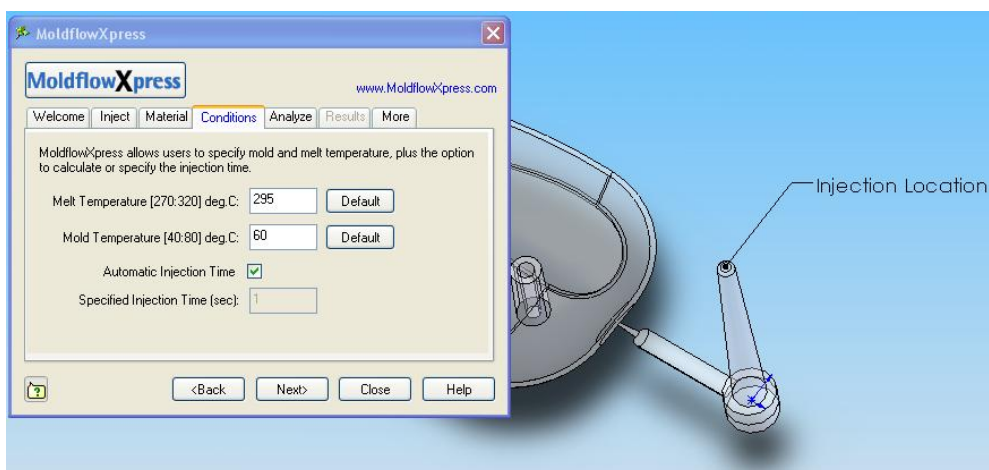 MoldflowXpress
MoldflowXpress
www.MoldflowXpress.com
Welcome Inject Material Conditions Analyze Results More
MoldflowXpress allows users to specify mold and melt temperature, plus the option
to calculate or specify the injection time.
Melt Temperature [270:320] deg.C: 295 Default
Mold Temperature [40:80] deg.C: 60 Default
Automatic Injection Time
Specified Injection Time (sec): 1
<Back Next> Close Help
Injection Location